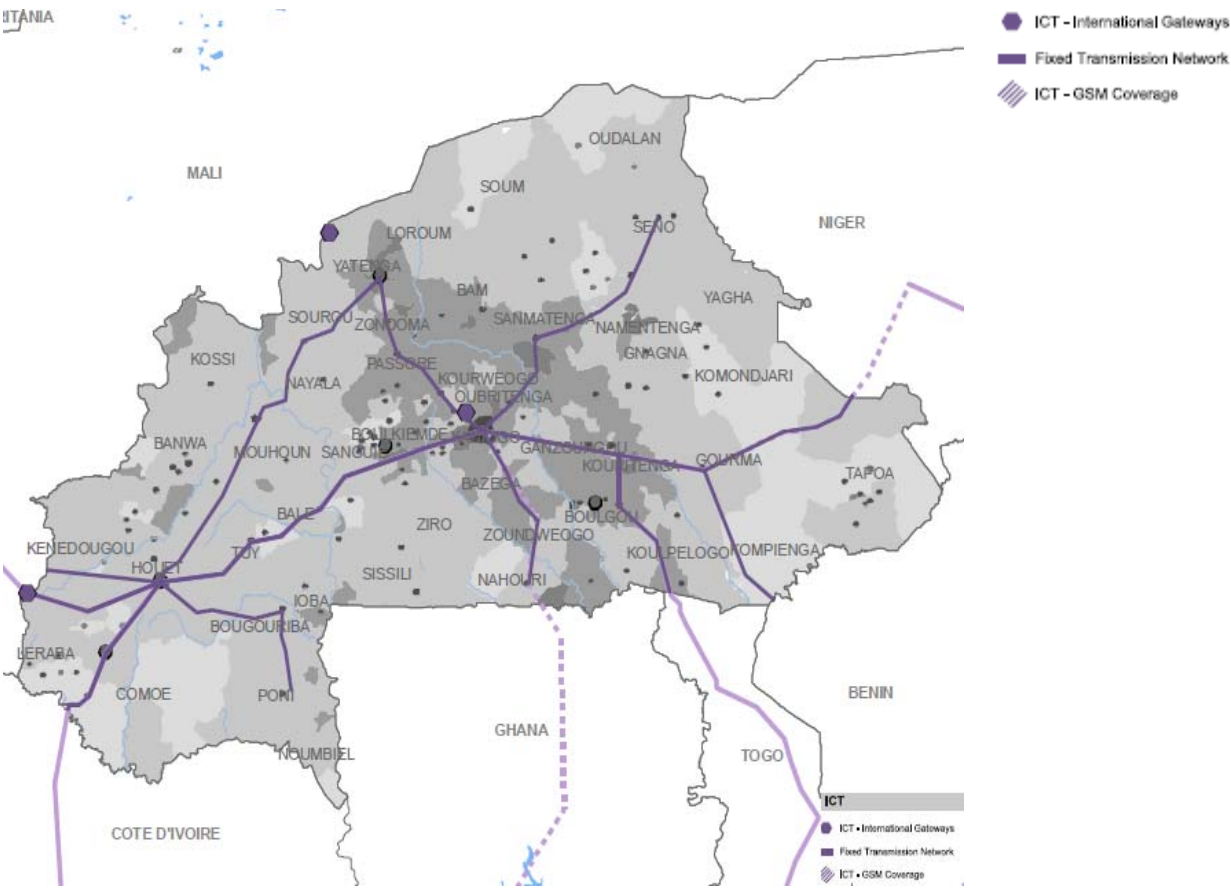 ITANIA
ICT - International Gateways
Fixed Transmission Network
ICT - GSM Coverage
OUDALAN
MALI
SOUM
NIGER
LOROUM
SENO
YATENGA
BAM
YAGHA
SOUROU
ZONDOMA
SANMATENGA
NAMENTENGA
KOSSI
GNAGNA
PASSORE
KOMONDJARI
NAYALA
KOURWEOGO
OUBRITENGA
BANWA
BOULKIEMDE
MOUHOUN
SANGUIE
GANZOURGOU
GOURMA
KOURITENGA
TAPOA
BAZEGA
BALE
BOULGOU
ZIRO
ZOUNDWEOGO
KENEDOUGOU
TUY
KOULPELOGO
KOMPIENGA
HOUET
SISSILI
NAHOURI
IOBA
BOUGOURIBA
LERABA
COMOE
PONI
BENIN
GHANA
NOUMBIEL
TOGO
COTE D'IVOIRE
ICT
ICT - International Gateways
Fixed Transmission Network
ICT - GSM Coverage